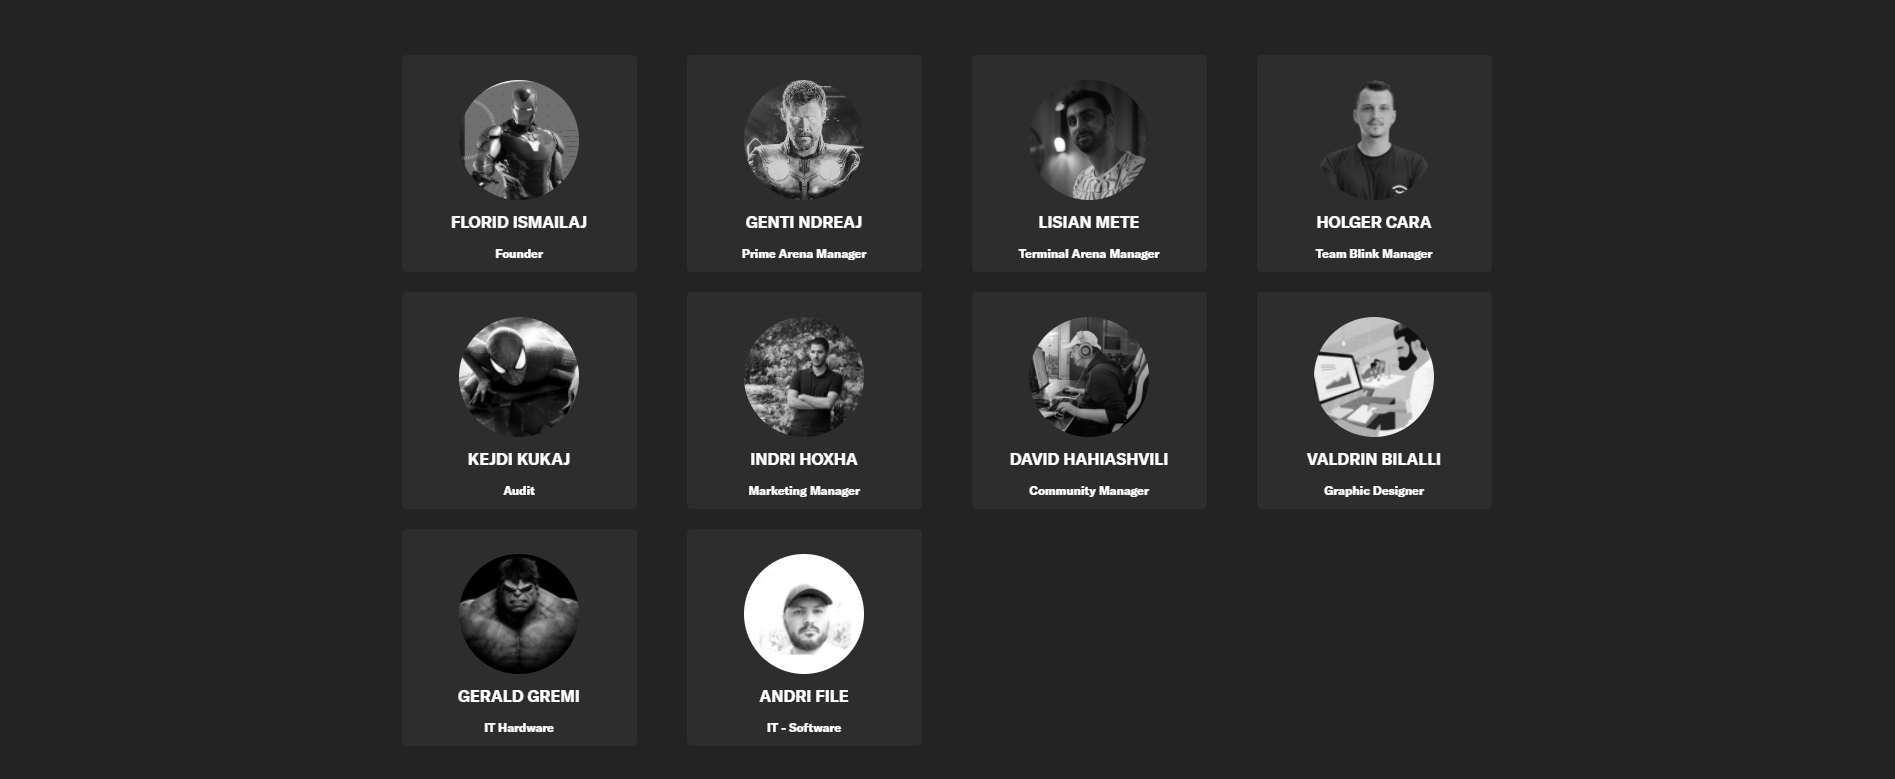 FLORID ISMAILAJ
Founder
GENTI NDREAJ
Prime Arena Manager
LISIAN METE
Terminal Arena Manager
HOLGER CARA
Team Blink Manager
KEJDI KUKAJ
Audit
INDRI HOXHA
Marketing Manager
DAVID HAHIASHVILI
Community Manager
VALDRIN BILALLI
Graphic Designer
GERALD GREMI
IT Hardware
ANDRI FILE
IT - Software